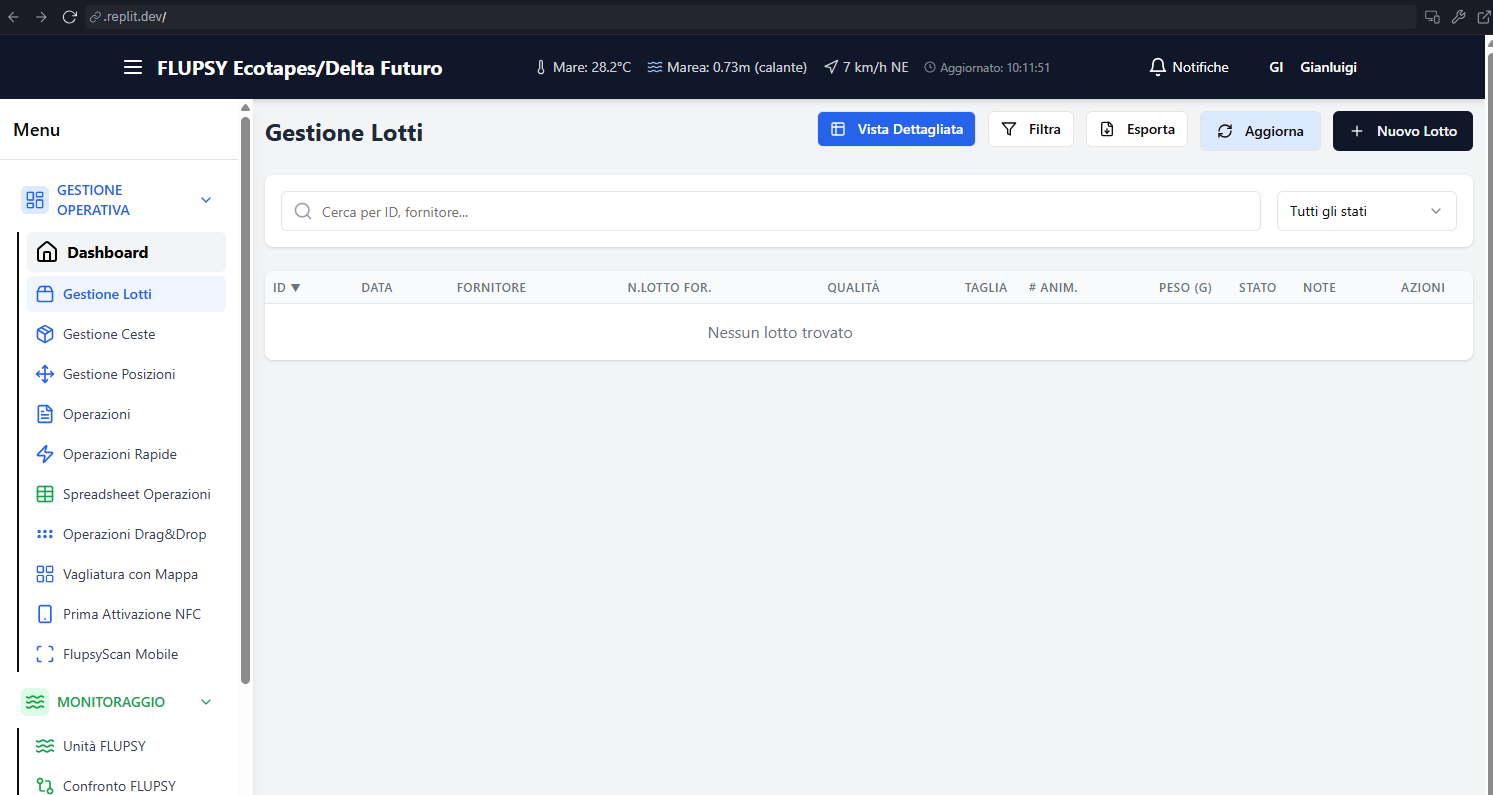 .replit.dev/
FLUPSY Ecotapes/Delta Futuro
Mare: 28.2°C
Marea: 0.73m (calante)
7 km/h NE
Aggiornato: 10:11:51
Notifiche
GI
Gianluigi
Menu
GESTIONE
OPERATIVA
Dashboard
Gestione Lotti
Gestione Ceste
Gestione Posizioni
Operazioni
Operazioni Rapide
Spreadsheet Operazioni
Operazioni Drag&Drop
Vagliatura con Mappa
Prima Attivazione NFC
FlupsyScan Mobile
MONITORAGGIO
Unità FLUPSY
Confronto FLUPSY
Gestione Lotti
Vista Dettagliata
Filtra
Esporta
Aggiorna
Nuovo Lotto
Cerca per ID, fornitore...
Tutti gli stati
ID ▼ DATA FORNITORE N.LOTTO FOR. QUALITÀ TAGLIA # ANIM. PESO (G) STATO NOTE AZIONI
Nessun lotto trovato